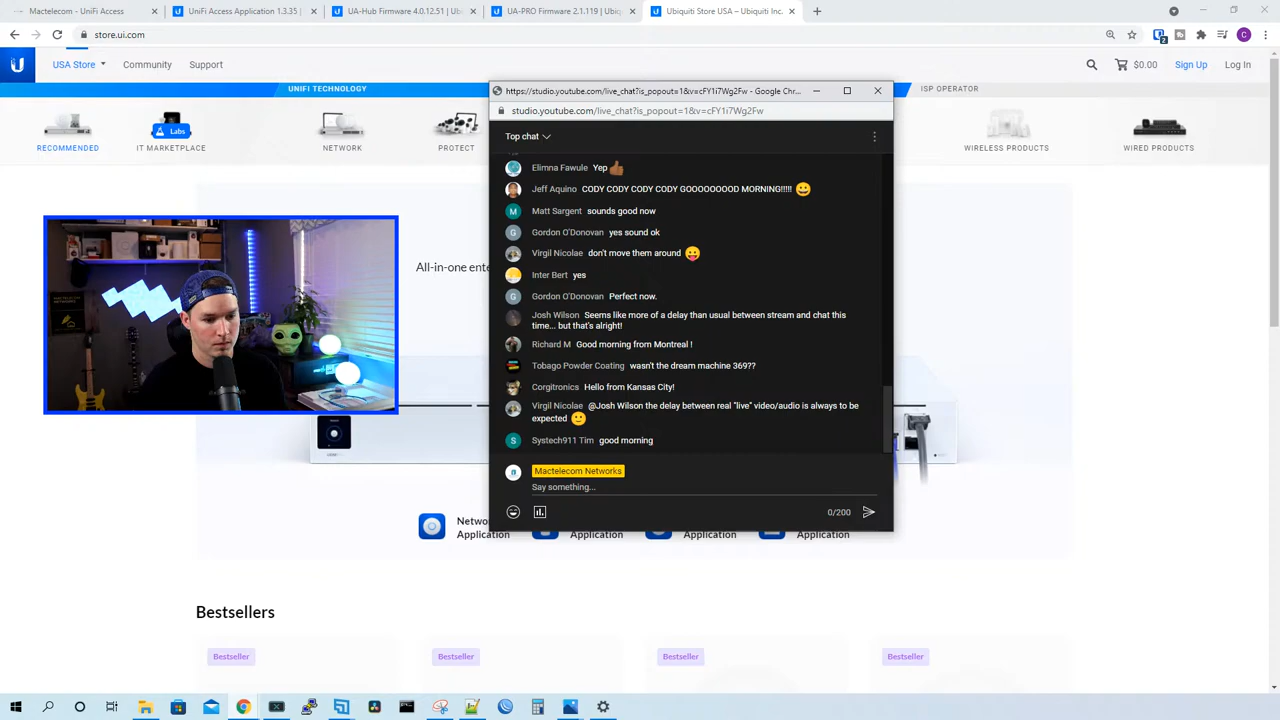 Mactelecom - UniFi Access
UniFi Access Application 1.3.35 |
UA-Hub Firmware 4.0.12.51 | Ubi
UA-PRO Firmware 2.1.119 | Ubiq
Ubiquiti Store USA – Ubiquiti Inc.
store.ui.com
USA Store
Community
Support
$0.00
Sign Up
Log In
UNIFI TECHNOLOGY
ISP OPERATOR
RECOMMENDED
Labs
IT MARKETPLACE
NETWORK
PROTECT
WIRELESS PRODUCTS
WIRED PRODUCTS
https://studio.youtube.com/live_chat?is_popout=1&v=cFY1i7Wg2Fw - Google Chr...
studio.youtube.com/live_chat?is_popout=1&v=cFY1i7Wg2Fw
Top chat
Elimna Fawule Yep 👍🏾
Jeff Aquino CODY CODY CODY CODY GOOOOOOOOD MORNING!!!!! 😀
Matt Sargent sounds good now
Gordon O'Donovan yes sound ok
Virgil Nicolae don't move them around 😛
Inter Bert yes
Gordon O'Donovan Perfect now.
Josh Wilson Seems like more of a delay than usual between stream and chat this
time... but that's alright!
Richard M Good morning from Montreal !
Tobago Powder Coating wasn't the dream machine 369??
Corgitronics Hello from Kansas City!
Virgil Nicolae @Josh Wilson the delay between real "live" video/audio is always to be
expected 🙂
Systech911 Tim good morning
Mactelecom Networks
Say something...
0/200
All-in-one ente
Netwo
Application
Application
Application
Application
Bestsellers
Bestseller
Bestseller
Bestseller
Bestseller